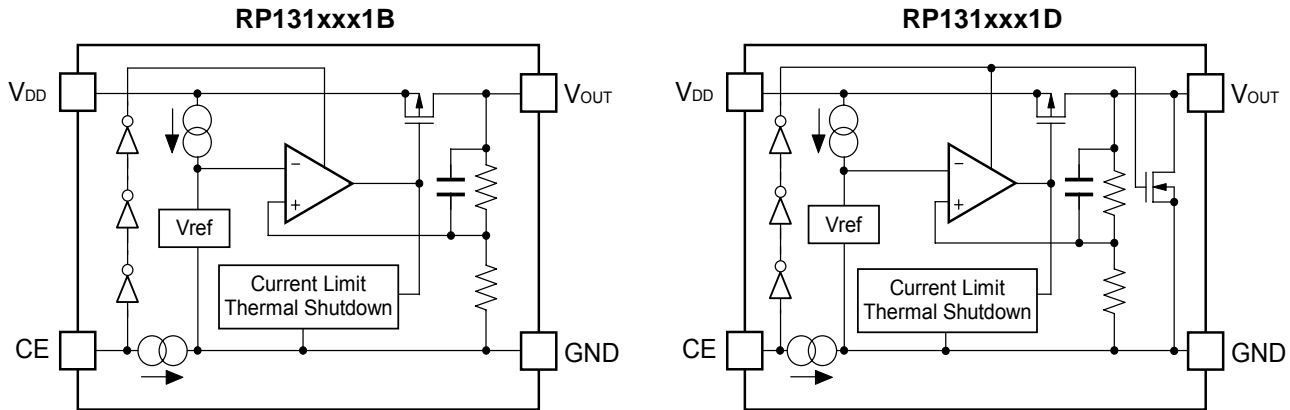 RP131xxx1B
VDD
VOUT
−
+
Vref
Current Limit
Thermal Shutdown
CE
GND
RP131xxx1D
VDD
VOUT
−
+
Vref
Current Limit
Thermal Shutdown
CE
GND